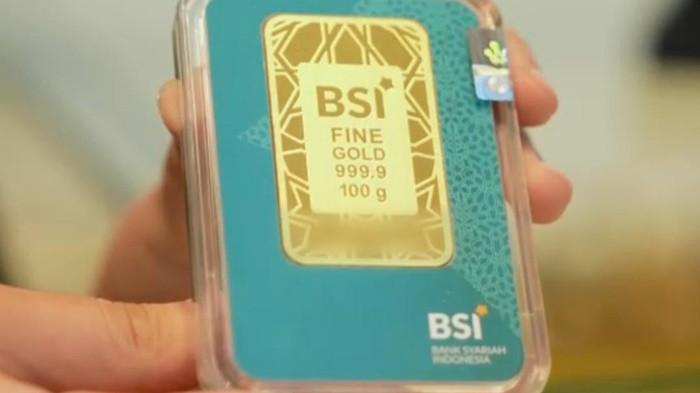 BSI
FINE
GOLD
999.9
100 g
BSI
BANK SYARIAH
INDONESIA